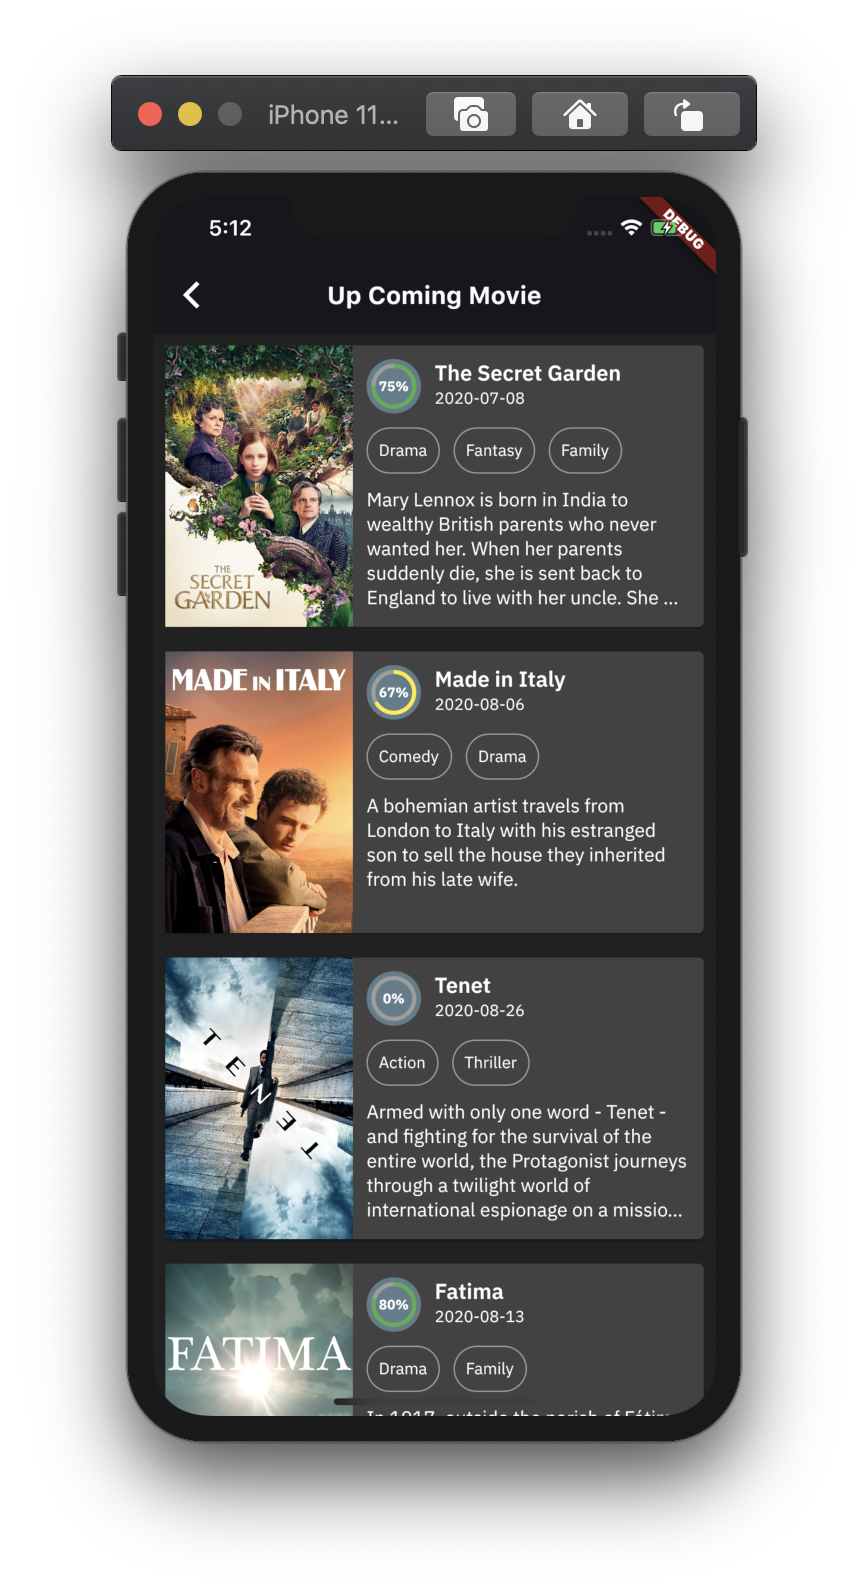 iPhone 11...
5:12
DEBUG
Up Coming Movie
THE
SECRET
GARDEN
75%
The Secret Garden
2020-07-08
Drama
Fantasy
Family
Mary Lennox is born in India to
wealthy British parents who never
wanted her. When her parents
suddenly die, she is sent back to
England to live with her uncle. She ...
MADE IN ITALY
67%
Made in Italy
2020-08-06
Comedy
Drama
A bohemian artist travels from
London to Italy with his estranged
son to sell the house they inherited
from his late wife.
TENET
0%
Tenet
2020-08-26
Action
Thriller
Armed with only one word - Tenet -
and fighting for the survival of the
entire world, the Protagonist journeys
through a twilight world of
international espionage on a missio...
FATIMA
80%
Fatima
2020-08-13
Drama
Family
In 1917, outside the parish of